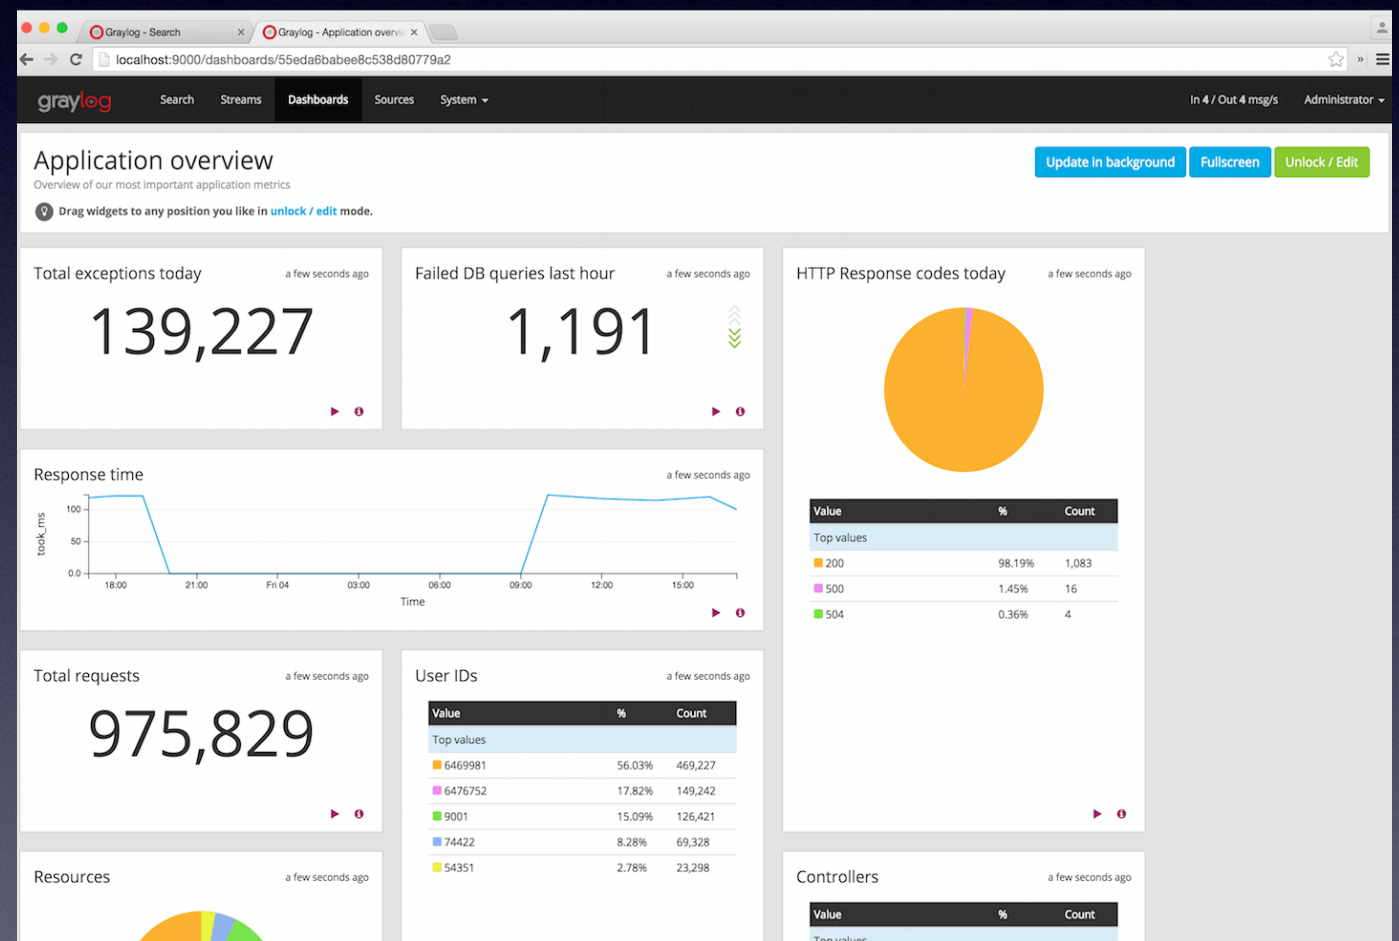 Graylog - Search
Graylog - Application overvi
localhost:9000/dashboards/55eda6babee8c538d80779a2
graylog Search Streams Dashboards Sources System In 4 / Out 4 msg/s Administrator
Application overview
Update in background Fullscreen Unlock / Edit
Overview of our most important application metrics
Drag widgets to any position you like in unlock / edit mode.
Total exceptions today a few seconds ago
139,227
Failed DB queries last hour a few seconds ago
1,191
HTTP Response codes today a few seconds ago
Value % Count
Top values
200 98.19% 1,083
500 1.45% 16
504 0.36% 4
Response time a few seconds ago
took_ms
100
50
0.0
18:00 21:00 Fri 04 03:00 06:00 09:00 12:00 15:00
Time
Total requests a few seconds ago
975,829
User IDs a few seconds ago
Value % Count
Top values
6469981 56.03% 469,227
6476752 17.82% 149,242
9001 15.09% 126,421
74422 8.28% 69,328
54351 2.78% 23,298
Resources a few seconds ago
Controllers a few seconds ago
Value % Count
Top values